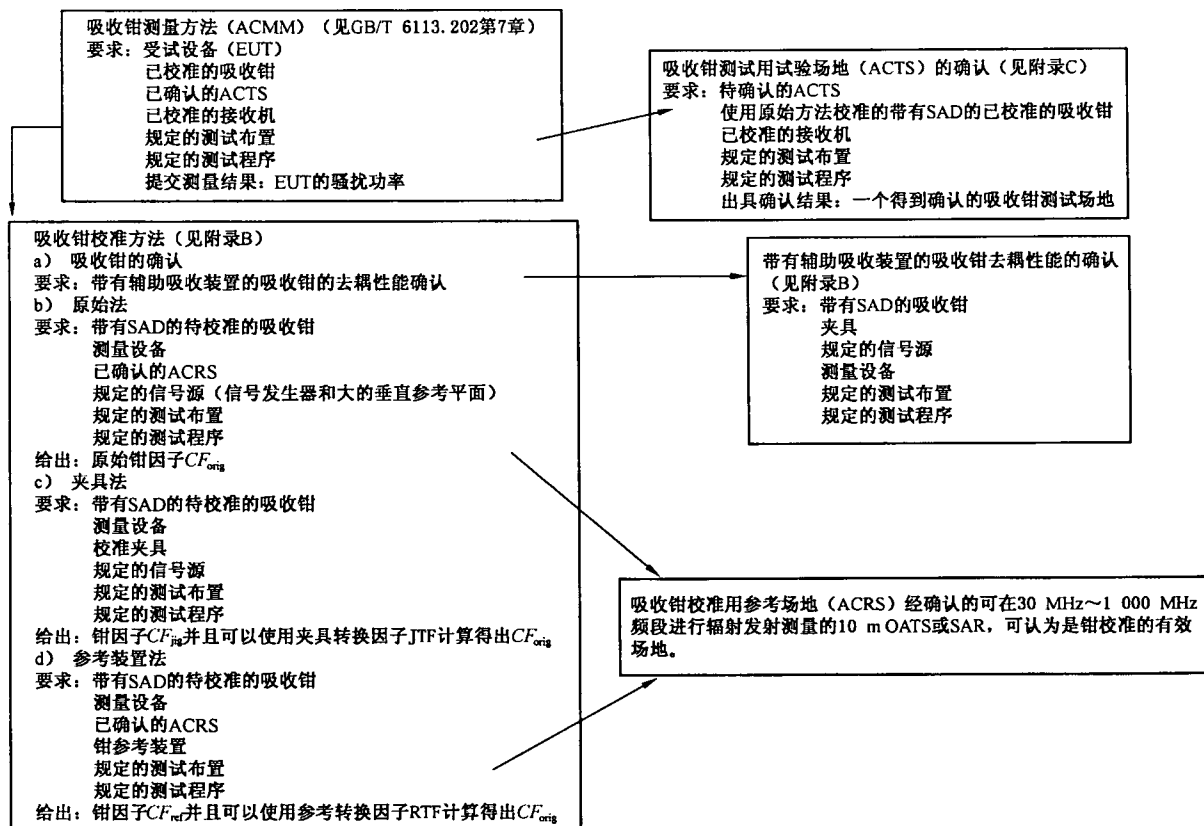 吸收钳测量方法（ACMM）（见GB/T 6113.202第7章）
要求：受试设备（EUT）
已校准的吸收钳
已确认的ACTS
已校准的接收机
规定的测试布置
规定的测试程序
提交测量结果：EUT的骚扰功率
吸收钳测试用试验场地（ACTS）的确认（见附录C）
要求：待确认的ACTS
使用原始方法校准的带有SAD的已校准的吸收钳
已校准的接收机
规定的测试布置
规定的测试程序
出具确认结果：一个得到确认的吸收钳测试场地
吸收钳校准方法（见附录B）
a） 吸收钳的确认
要求：带有辅助吸收装置的吸收钳的去耦性能确认
b） 原始法
要求：带有SAD的待校准的吸收钳
测量设备
已确认的ACRS
规定的信号源（信号发生器和大的垂直参考平面）
规定的测试布置
规定的测试程序
给出：原始钳因子CForig
c） 夹具法
要求：带有SAD的待校准的吸收钳
测量设备
校准夹具
规定的信号源
规定的测试布置
规定的测试程序
给出：钳因子CFjig并且可以使用夹具转换因子JTF计算得出CForig
d） 参考装置法
要求：带有SAD的待校准的吸收钳
测量设备
已确认的ACRS
钳参考装置
规定的测试布置
规定的测试程序
给出：钳因子CFref并且可以使用参考转换因子RTF计算得出CForig
带有辅助吸收装置的吸收钳去耦性能的确认
（见附录B）
要求：带有SAD的吸收钳
夹具
规定的信号源
测量设备
规定的测试布置
规定的测试程序
吸收钳校准用参考场地（ACRS）经确认的可在30 MHz～1 000 MHz
频段进行辐射发射测量的10 m OATS或SAR，可认为是钳校准的有效
场地。